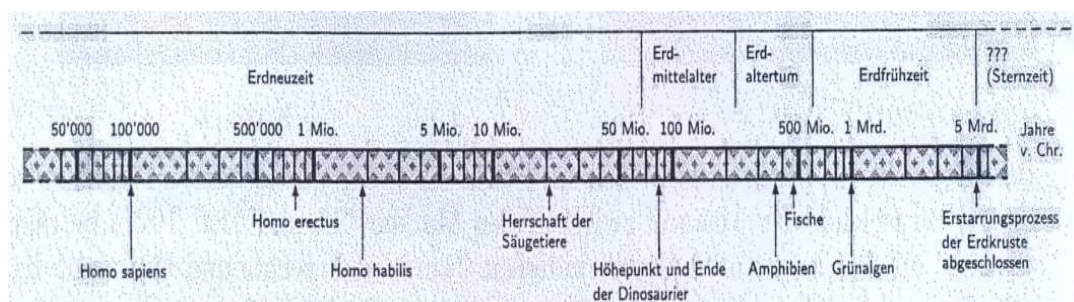 Erdneuzeit
Erd-
mittelalter
Erd-
altertum
Erdfrühzeit
???
(Sternzeit)
50'000 100'000 500'000 1 Mio. 5 Mio. 10 Mio. 50 Mio. 100 Mio. 500 Mio. 1 Mrd. 5 Mrd. Jahre
v. Chr.
Homo sapiens
Homo erectus
Homo habilis
Herrschaft der
Säugetiere
Höhepunkt und Ende
der Dinosaurier
Amphibien
Fische
Grünalgen
Erstarrungsprozess
der Erdkruste
abgeschlossen